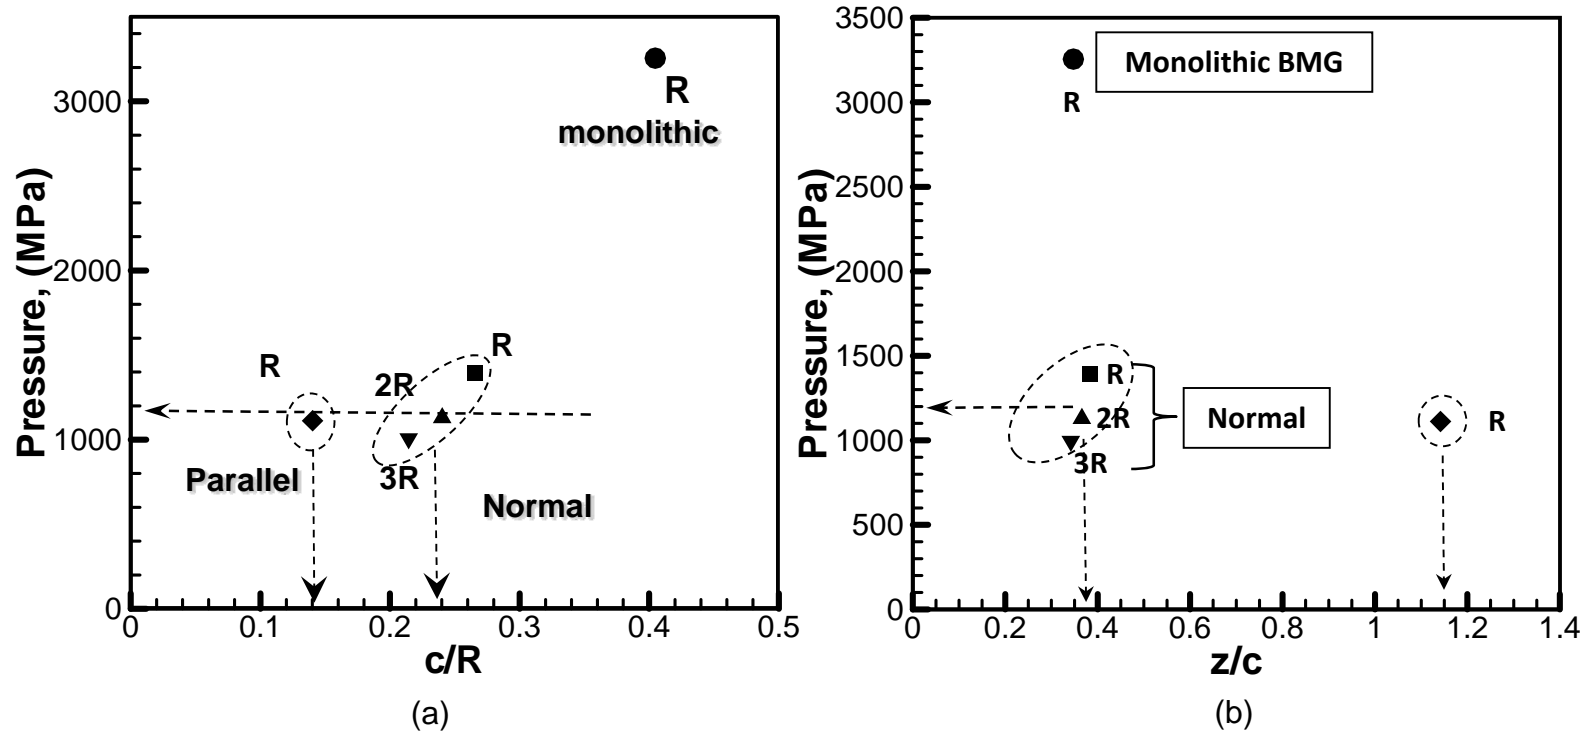 Pressure, (MPa)
3000
2000
1000
0
R
monolithic
R
R
2R
3R
Parallel
Normal
0
0.1
0.2
0.3
0.4
0.5
c/R
(a)
Pressure, (MPa)
3500
3000
2500
2000
1500
1000
500
0
Monolithic BMG
R
R
2R
3R
Normal
R
0
0.2
0.4
0.6
0.8
1
1.2
1.4
z/c
(b)